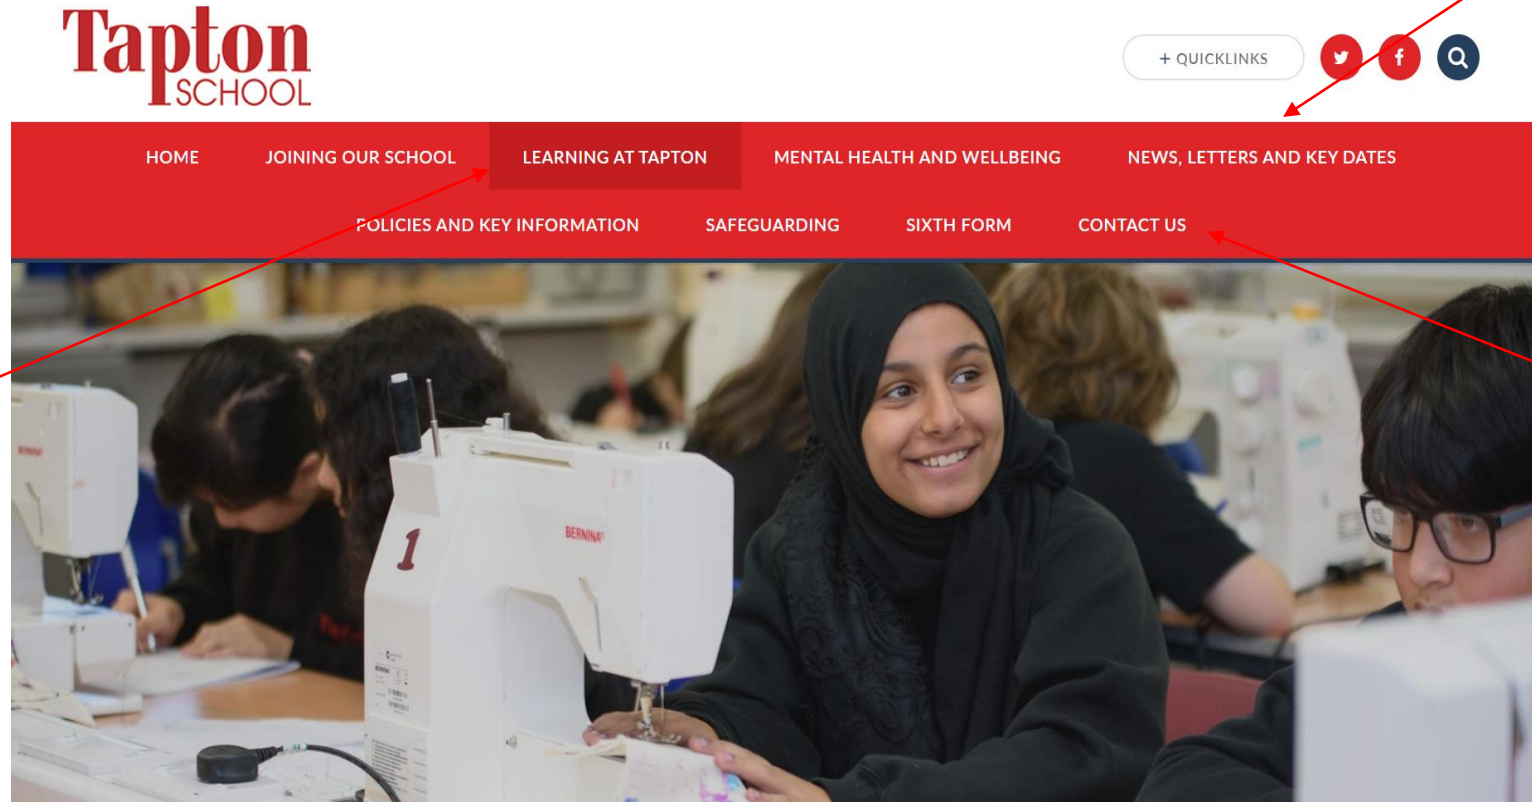 Tapton
SCHOOL
+ QUICKLINKS
HOME JOINING OUR SCHOOL LEARNING AT TAPTON MENTAL HEALTH AND WELLBEING NEWS, LETTERS AND KEY DATES
POLICIES AND KEY INFORMATION SAFEGUARDING SIXTH FORM CONTACT US
BERNINA
1
BERNINA